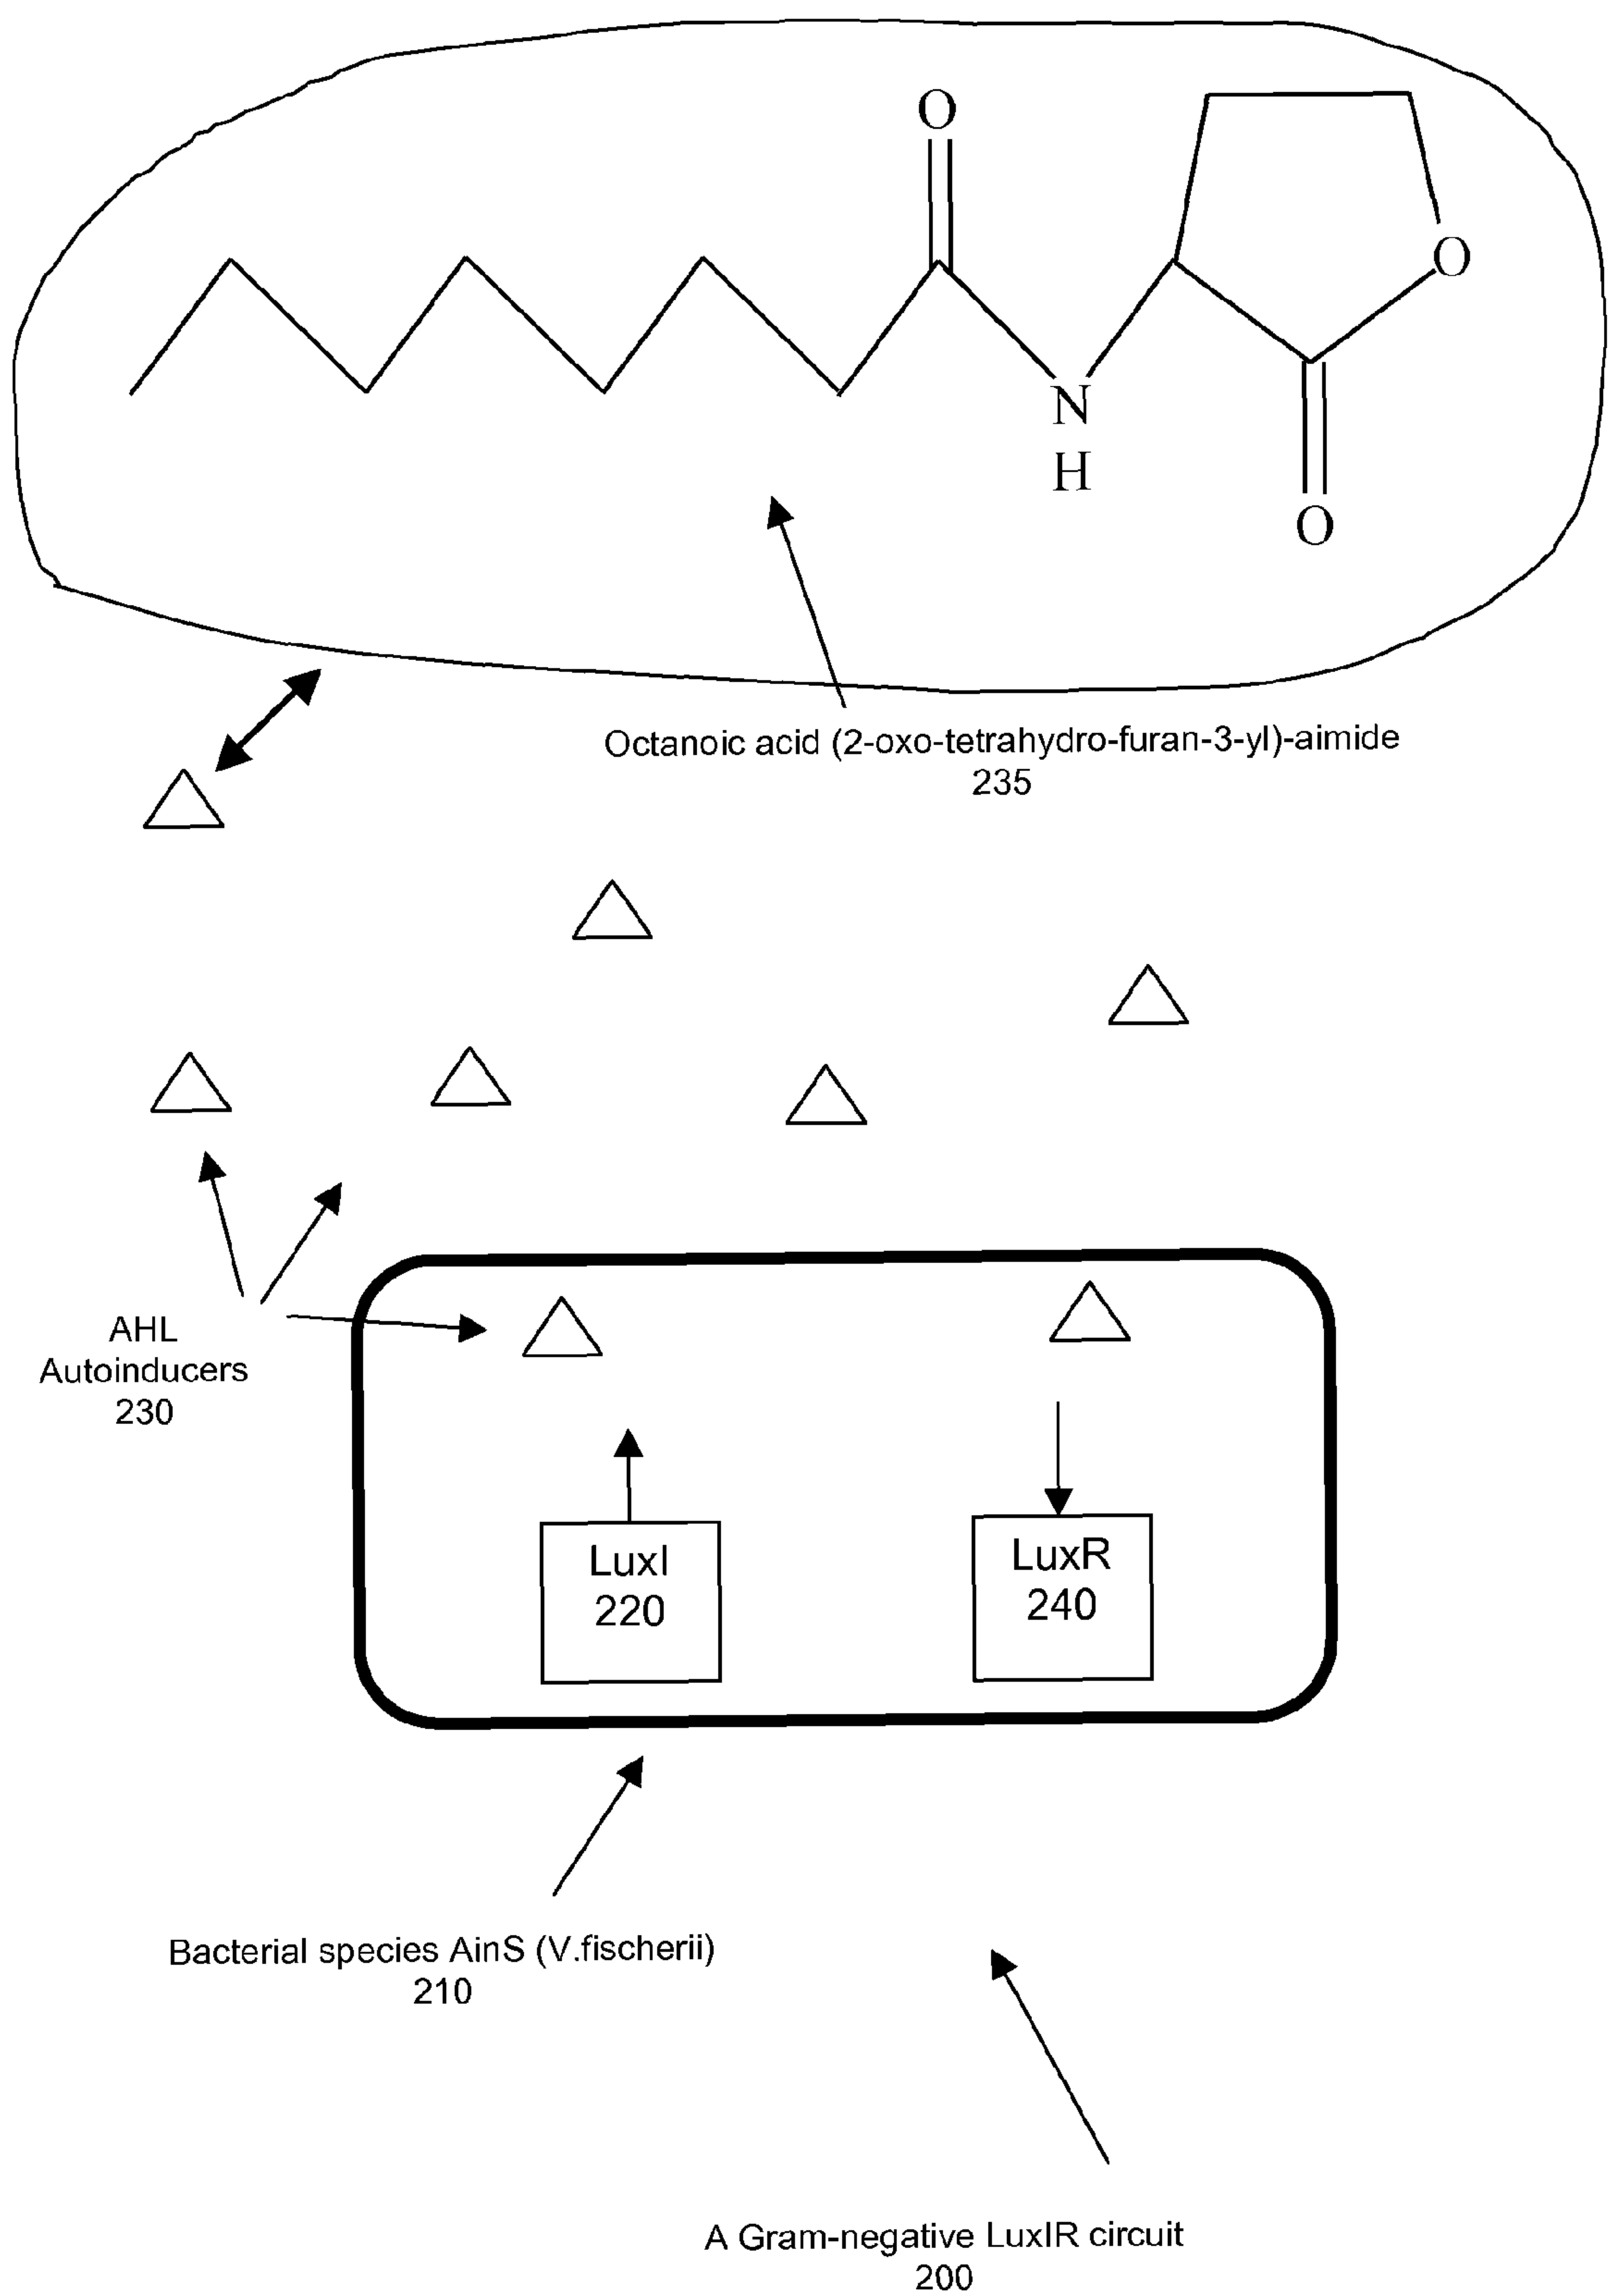 O
O
N
H
O
Octanoic acid (2-oxo-tetrahydro-furan-3-yl)-aimide
235
AHL
Autoinducers
230
LuxI
220
LuxR
240
Bacterial species AinS (V.fischerii)
210
A Gram-negative LuxIR circuit
200